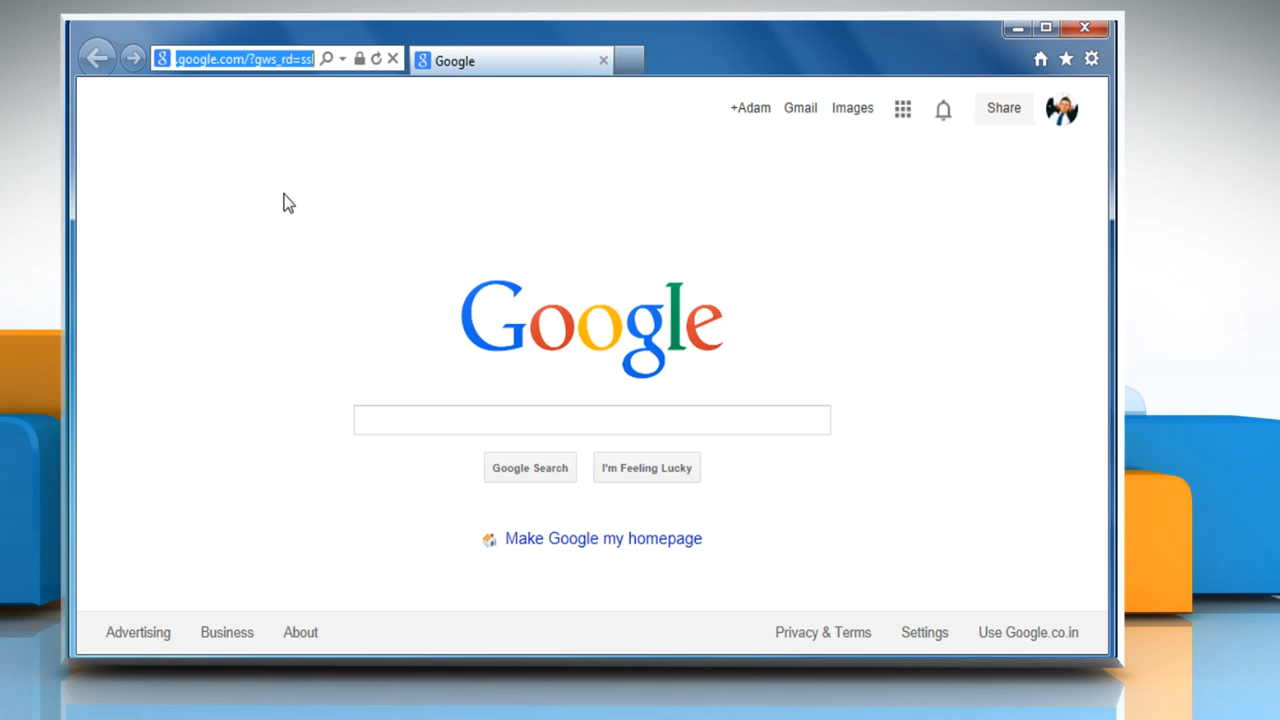 .google.com/?gws_rd=ssl
Google
+Adam Gmail Images Share
Google
Google Search I'm Feeling Lucky
Make Google my homepage
Advertising Business About Privacy & Terms Settings Use Google.co.in